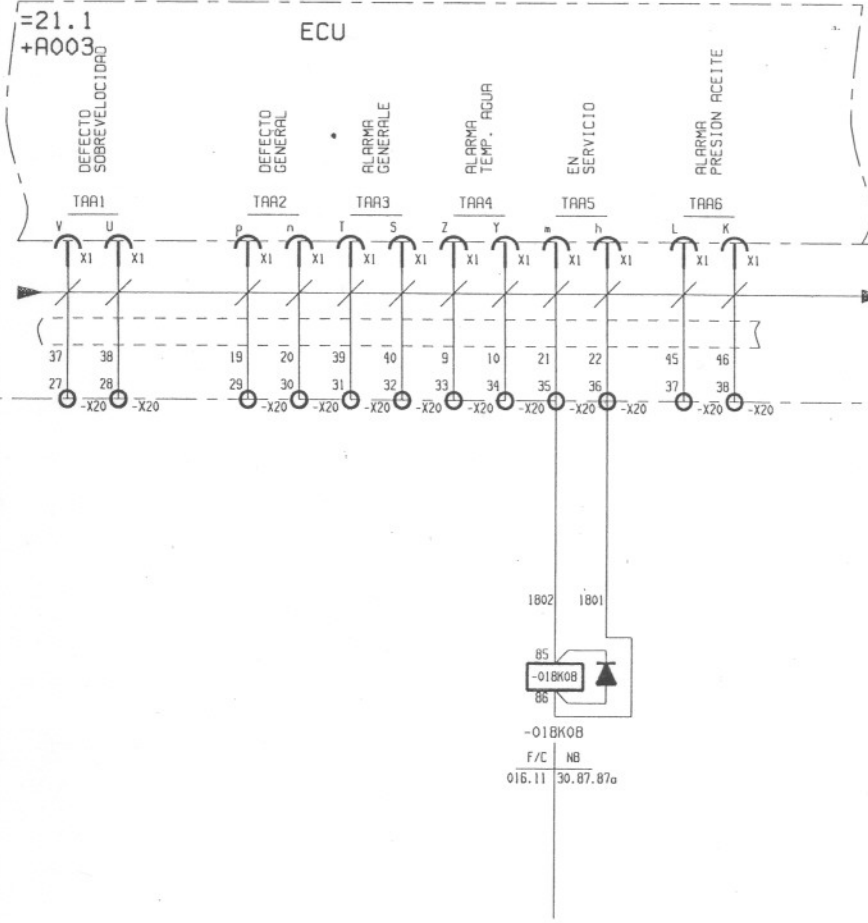 =21.1
+A003
ECU
DEFECTO
SOBREVELOCIDAD
DEFECTO
GENERAL
ALARMA
GENERALE
ALARMA
TEMP. AGUA
EN
SERVICIO
ALARMA
PRESION ACEITE
TAA1 TAA2 TAA3 TAA4 TAA5 TAA6
V U p n T S Z Y m h L K
X1 X1 X1 X1 X1 X1 X1 X1 X1 X1 X1 X1
37 38 19 20 39 40 9 10 21 22 45 46
27 28 29 30 31 32 33 34 35 36 37 38
-X20 -X20 -X20 -X20 -X20 -X20 -X20 -X20 -X20 -X20 -X20 -X20
1802 1801
85
-018K08
86
-018K08
F/C NB
016.11 30.87.87a